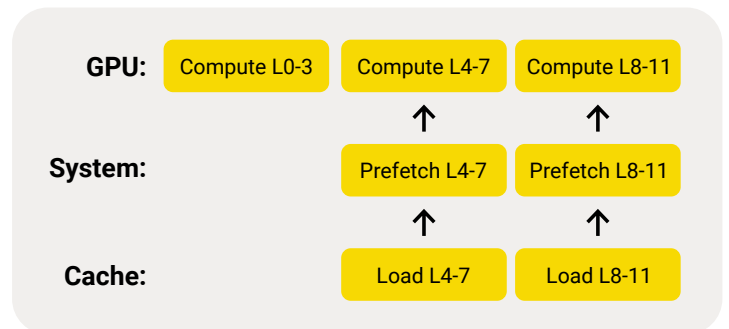 GPU: Compute L0-3 Compute L4-7 Compute L8-11
System: Prefetch L4-7 Prefetch L8-11
Cache: Load L4-7 Load L8-11